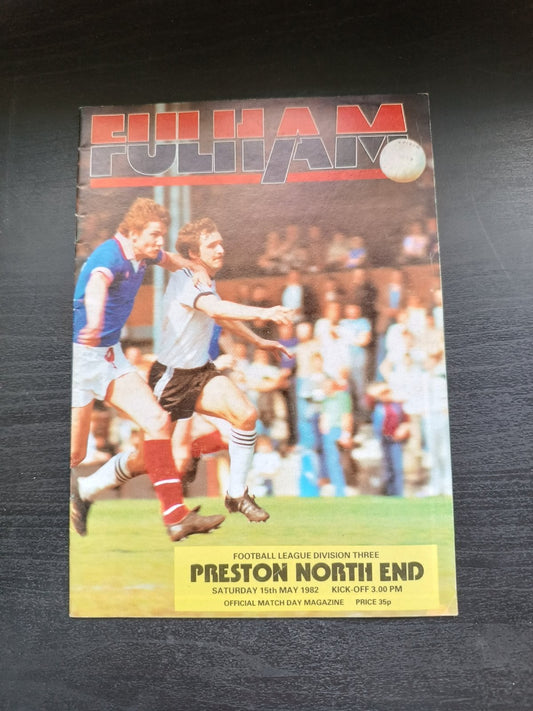 FULHAM
FOOTBALL LEAGUE DIVISION THREE
PRESTON NORTH END
SATURDAY 15th MAY 1982 KICK-OFF 3.00 PM
OFFICIAL MATCH DAY MAGAZINE PRICE 35p